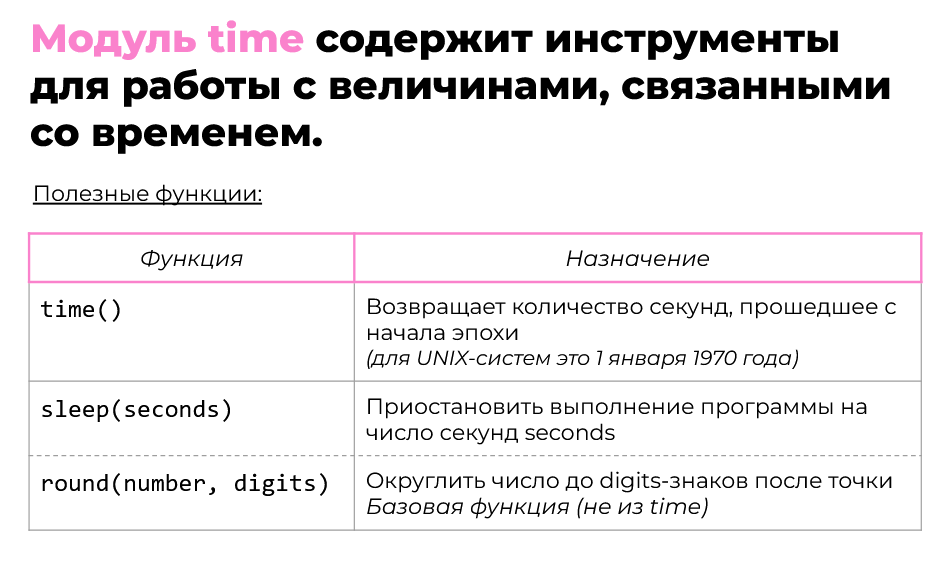 Модуль time содержит инструменты
для работы с величинами, связанными
со временем.
Полезные функции:
Функция
Назначение
time()
Возвращает количество секунд, прошедшее с
начала эпохи
(для UNIX-систем это 1 января 1970 года)
sleep(seconds)
Приостановить выполнение программы на
число секунд seconds
round(number, digits)
Округлить число до digits-знаков после точки
Базовая функция (не из time)